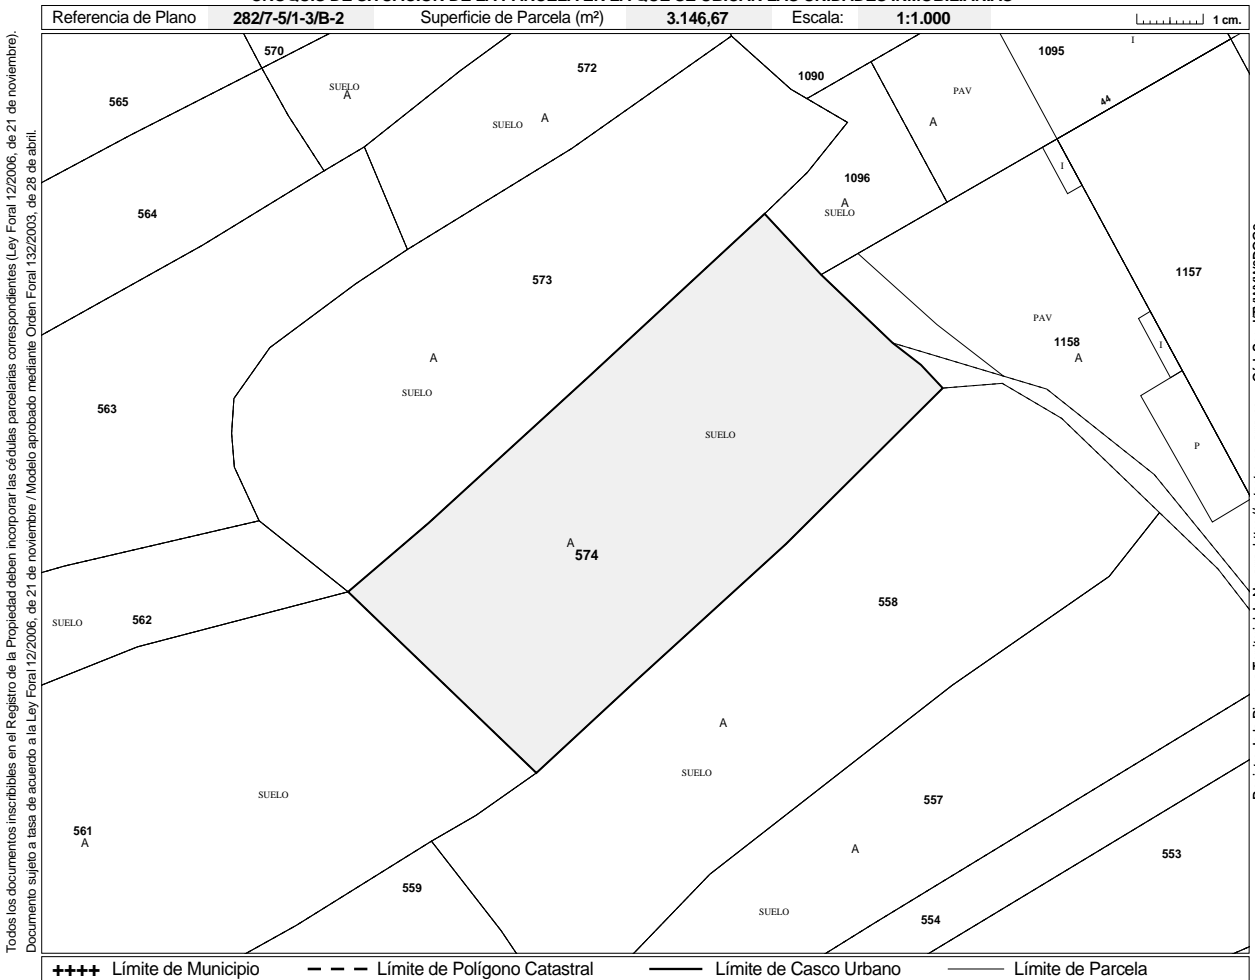 Referencia de Plano 282/7-5/1-3/B-2 Superficie de Parcela (m²) 3.146,67 Escala: 1:1.000 1 cm.
Todos los documentos inscribibles en el Registro de la Propiedad deben incorporar las cédulas parcelarias correspondientes (Ley Foral 12/2006, de 21 de noviembre).
Documento sujeto a tasa de acuerdo a la Ley Foral 12/2006, de 21 de noviembre / Modelo aprobado mediante Orden Foral 132/2003, de 28 de abril.
570
572
1090
1095
I
565
SUELO
A
PAV
44
SUELO
A
A
I
1096
A
SUELO
564
573
1157
PAV
1158
A
I
A
SUELO
563
SUELO
P
A
574
558
SUELO
562
A
SUELO
SUELO
557
561
A
A
553
559
SUELO
554
++++ Límite de Municipio
Límite de Polígono Catastral
Límite de Casco Urbano
Límite de Parcela